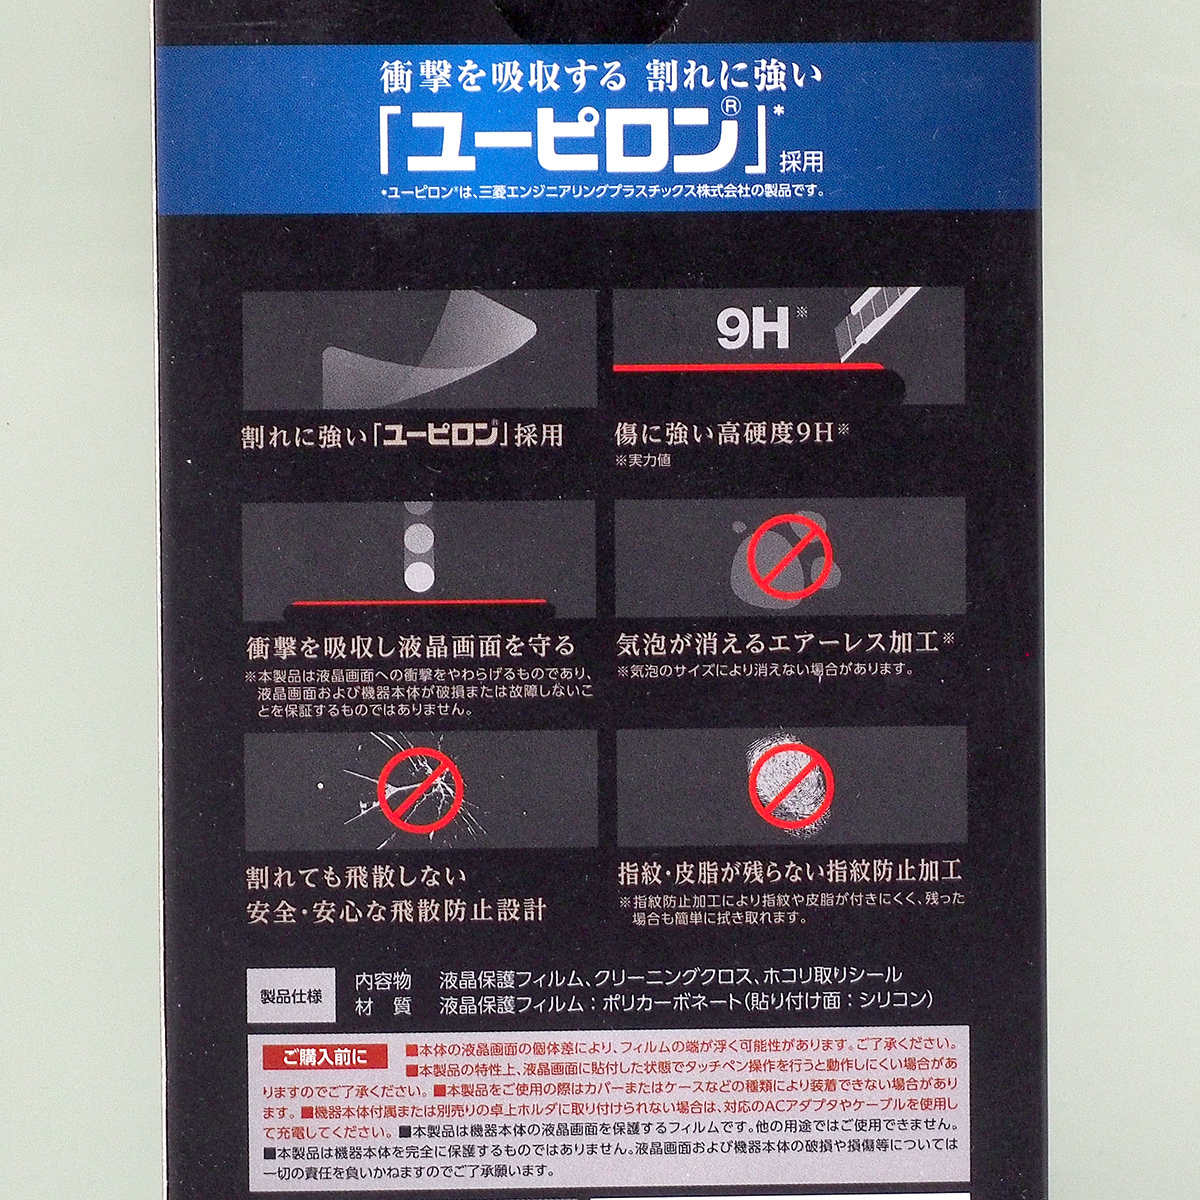 衝撃を吸収する 割れに強い
「ユーピロン®」*採用
*ユーピロン®は、三菱エンジニアリングプラスチックス株式会社の製品です。
9H※
割れに強い「ユーピロン®」採用
傷に強い高硬度9H※
※実力値
衝撃を吸収し液晶画面を守る
※本製品は液晶画面への衝撃をやわらげるものであり、
液晶画面および機器本体が破損または故障しないこ
とを保証するものではありません。
気泡が消えるエアーレス加工※
※気泡のサイズにより消えない場合があります。
割れても飛散しない
安全・安心な飛散防止設計
指紋・皮脂が残らない指紋防止加工
※指紋防止加工により指紋や皮脂が付きにくく、残った
場合も簡単に拭き取れます。
製品仕様
内容物 液晶保護フィルム、クリーニングクロス、ホコリ取りシール
材 質 液晶保護フィルム：ポリカーボネート（貼り付け面：シリコン）
ご購入前に ■本体の液晶画面の個体差により、フィルムの端が浮く可能性があります。ご了承ください。
■本製品の特性上、液晶画面に貼付した状態でタッチペン操作を行うと動作しにくい場合があ
りますのでご了承ください。■本製品をご使用の際はカバーまたはケースなどの種類により装着できない場合があり
ます。■機器本体付属または別売りの卓上ホルダに取り付けられない場合は、対応のACアダプタやケーブルを使用し
て充電してください。■本製品は機器本体の液晶画面を保護するフィルムです。他の用途ではご使用できません。
■本製品は機器本体を完全に保護するものではありません。液晶画面および機器本体の破損や損傷等については
一切の責任を負いかねますのでご了承願います。